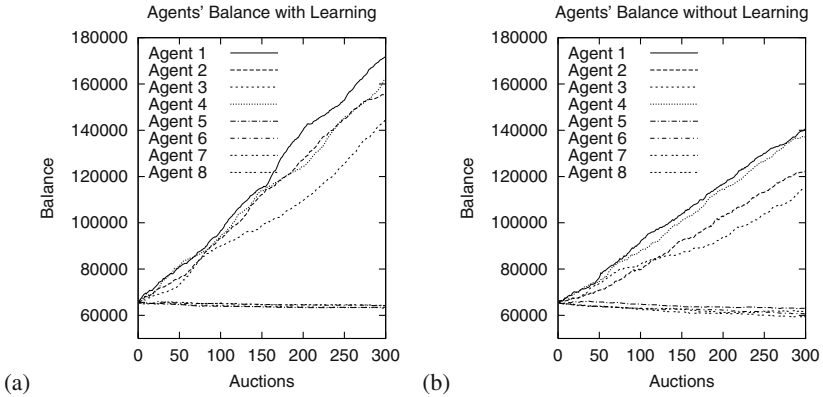 Agents' Balance with Learning
180000
160000
140000
120000
100000
80000
60000
Balance
Agent 1
Agent 2
Agent 3
Agent 4
Agent 5
Agent 6
Agent 7
Agent 8
0 50 100 150 200 250 300
Auctions
(a)
Agents' Balance without Learning
180000
160000
140000
120000
100000
80000
60000
Balance
Agent 1
Agent 2
Agent 3
Agent 4
Agent 5
Agent 6
Agent 7
Agent 8
0 50 100 150 200 250 300
Auctions
(b)